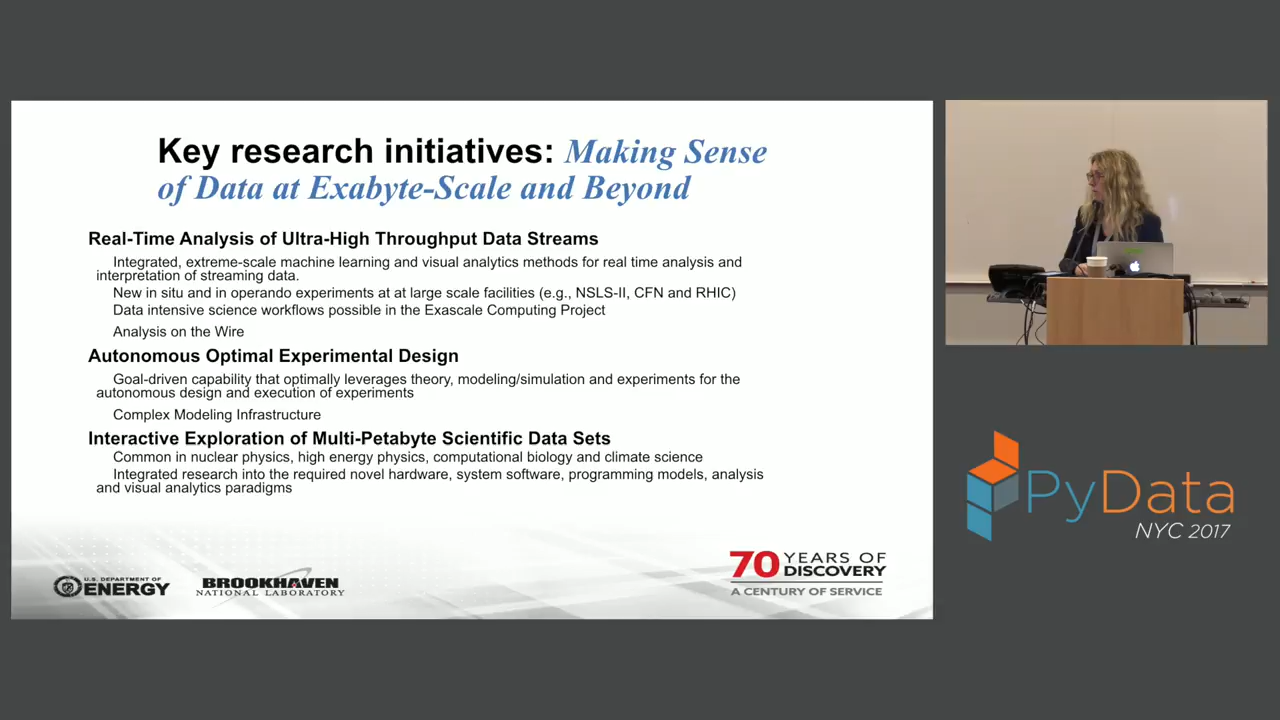 Key research initiatives: Making Sense
of Data at Exabyte-Scale and Beyond
Real-Time Analysis of Ultra-High Throughput Data Streams
Integrated, extreme-scale machine learning and visual analytics methods for real time analysis and
interpretation of streaming data.
New in situ and in operando experiments at at large scale facilities (e.g., NSLS-II, CFN and RHIC)
Data intensive science workflows possible in the Exascale Computing Project
Analysis on the Wire
Autonomous Optimal Experimental Design
Goal-driven capability that optimally leverages theory, modeling/simulation and experiments for the
autonomous design and execution of experiments
Complex Modeling Infrastructure
Interactive Exploration of Multi-Petabyte Scientific Data Sets
Common in nuclear physics, high energy physics, computational biology and climate science
Integrated research into the required novel hardware, system software, programming models, analysis
and visual analytics paradigms
U.S. DEPARTMENT OF
ENERGY
BROOKHAVEN
NATIONAL LABORATORY
70 YEARS OF
DISCOVERY
A CENTURY OF SERVICE
PyData
NYC 2017